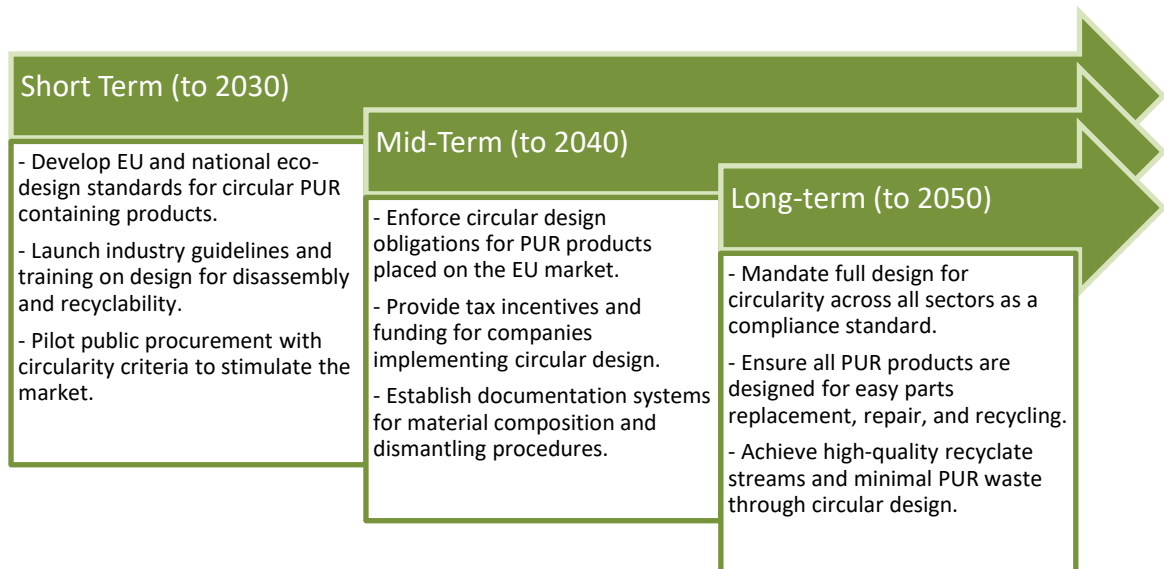 Short Term (to 2030)
- Develop EU and national eco-
design standards for circular PUR
containing products.
- Launch industry guidelines and
training on design for disassembly
and recyclability.
- Pilot public procurement with
circularity criteria to stimulate the
market.
Mid-Term (to 2040)
- Enforce circular design
obligations for PUR products
placed on the EU market.
- Provide tax incentives and
funding for companies
implementing circular design.
- Establish documentation systems
for material composition and
dismantling procedures.
Long-term (to 2050)
- Mandate full design for
circularity across all sectors as a
compliance standard.
- Ensure all PUR products are
designed for easy parts
replacement, repair, and recycling.
- Achieve high-quality recyclate
streams and minimal PUR waste
through circular design.